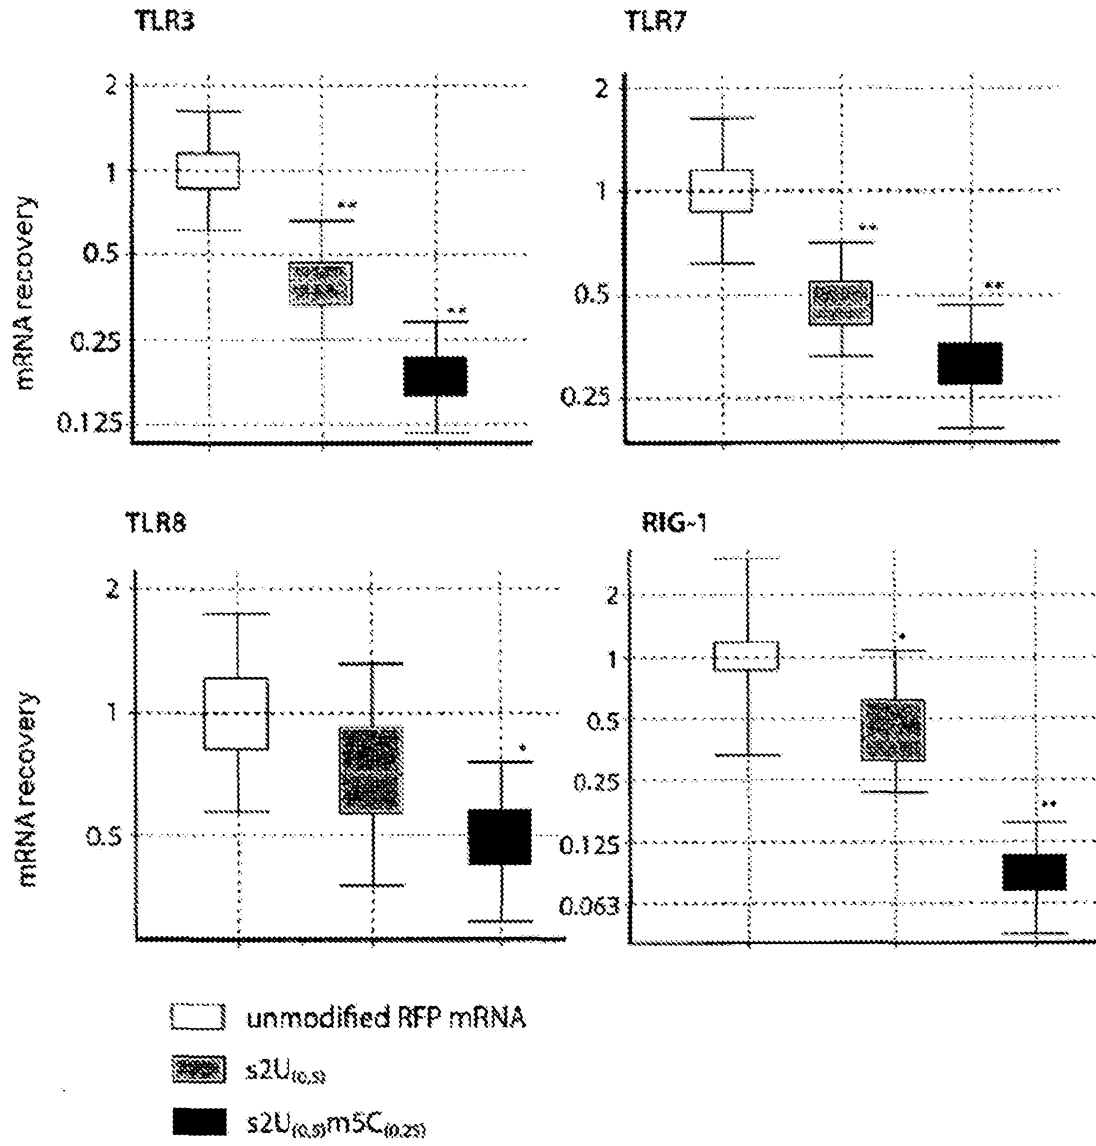 TLR3
2
1
0.5
0.25
0.125
**
**
mRNA recovery
TLR7
2
1
0.5
0.25
**
**
TLR8
2
1
0.5
*
mRNA recovery
RIG-1
2
1
0.5
0.25
0.125
0.063
*
**
unmodified RFP mRNA
s2U(0,5)
s2U(0,5)m5C(0,25)